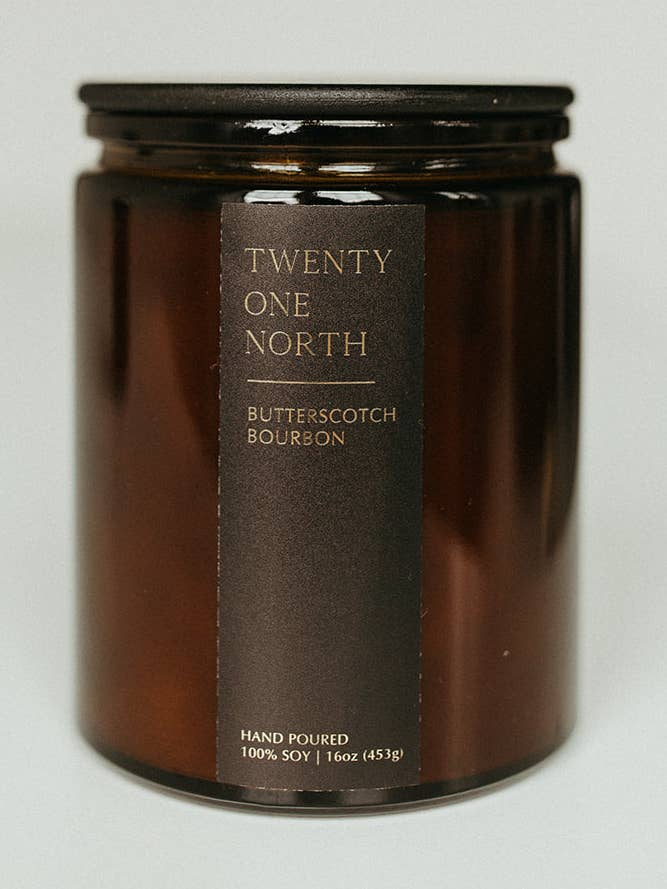 TWENTY
ONE
NORTH
BUTTERSCOTCH
BOURBON
HAND POURED
100% SOY | 16oz (453g)